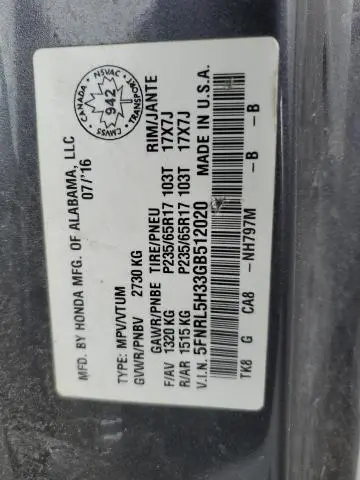 MFD. BY HONDA MFG. OF ALABAMA, LLC
07/16
CANADA
NSVAC
942
CMVSS
TRANSPORT
TYPE: MPV/VTUM
GVWR/PNBV 2730 KG
GAWR/PNBE TIRE/PNEU RIM/JANTE
F/AV 1320 KG P235/65R17 103T 17X7J
R/AR 1515 KG P235/65R17 103T 17X7J
V.I.N. 5FNRL5H33GB512020 MADE IN U.S.A.
TK8 G CA8 -NH797M -B -B